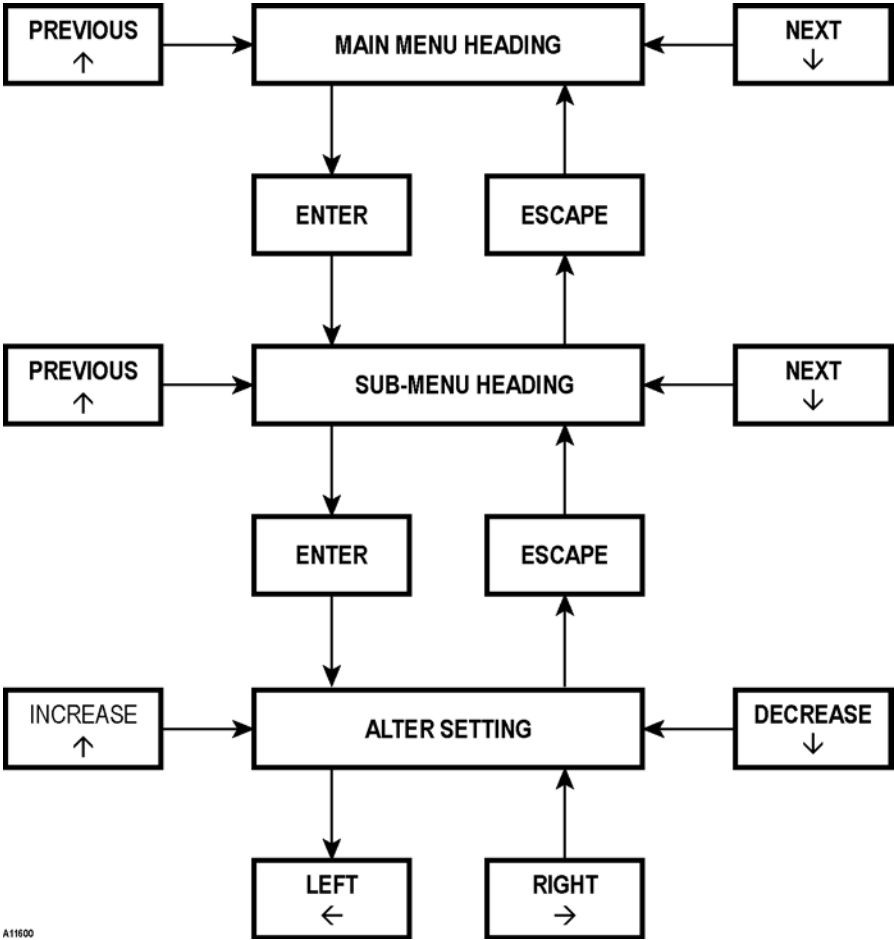 PREVIOUS
↑
MAIN MENU HEADING
NEXT
↓
ENTER
ESCAPE
PREVIOUS
↑
SUB-MENU HEADING
NEXT
↓
ENTER
ESCAPE
INCREASE
↑
ALTER SETTING
DECREASE
↓
LEFT
←
RIGHT
→
A11600